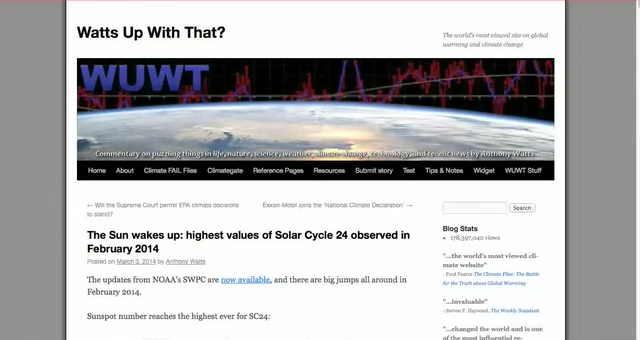 Watts Up With That?
The world's most viewed site on global
warming and climate change
WUWT
Commentary on puzzling things in life, nature, science, weather, climate change, technology, and recent news by Anthony Watts
Home About Climate FAIL Files Climategate Reference Pages Resources Submit story Test Tips & Notes Widget WUWT Stuff
← Will the Supreme Court permit EPA climate decisions
to stand?
Exxon-Mobil joins the 'National Climate Declaration' →
Search
The Sun wakes up: highest values of Solar Cycle 24 observed in
February 2014
Posted on March 3, 2014 by Anthony Watts
The updates from NOAA's SWPC are now available, and there are big jumps all around in
February 2014.
Sunspot number reaches the highest ever for SC24:
Blog Stats
178,397,040 views
"...the world's most viewed cli-
mate website"
- Fred Pearce The Climate Files: The Battle
for the Truth about Global Warming
"...invaluable"
- Steven F. Hayward, The Weekly Standard
"...changed the world and is one
of the most influential re-